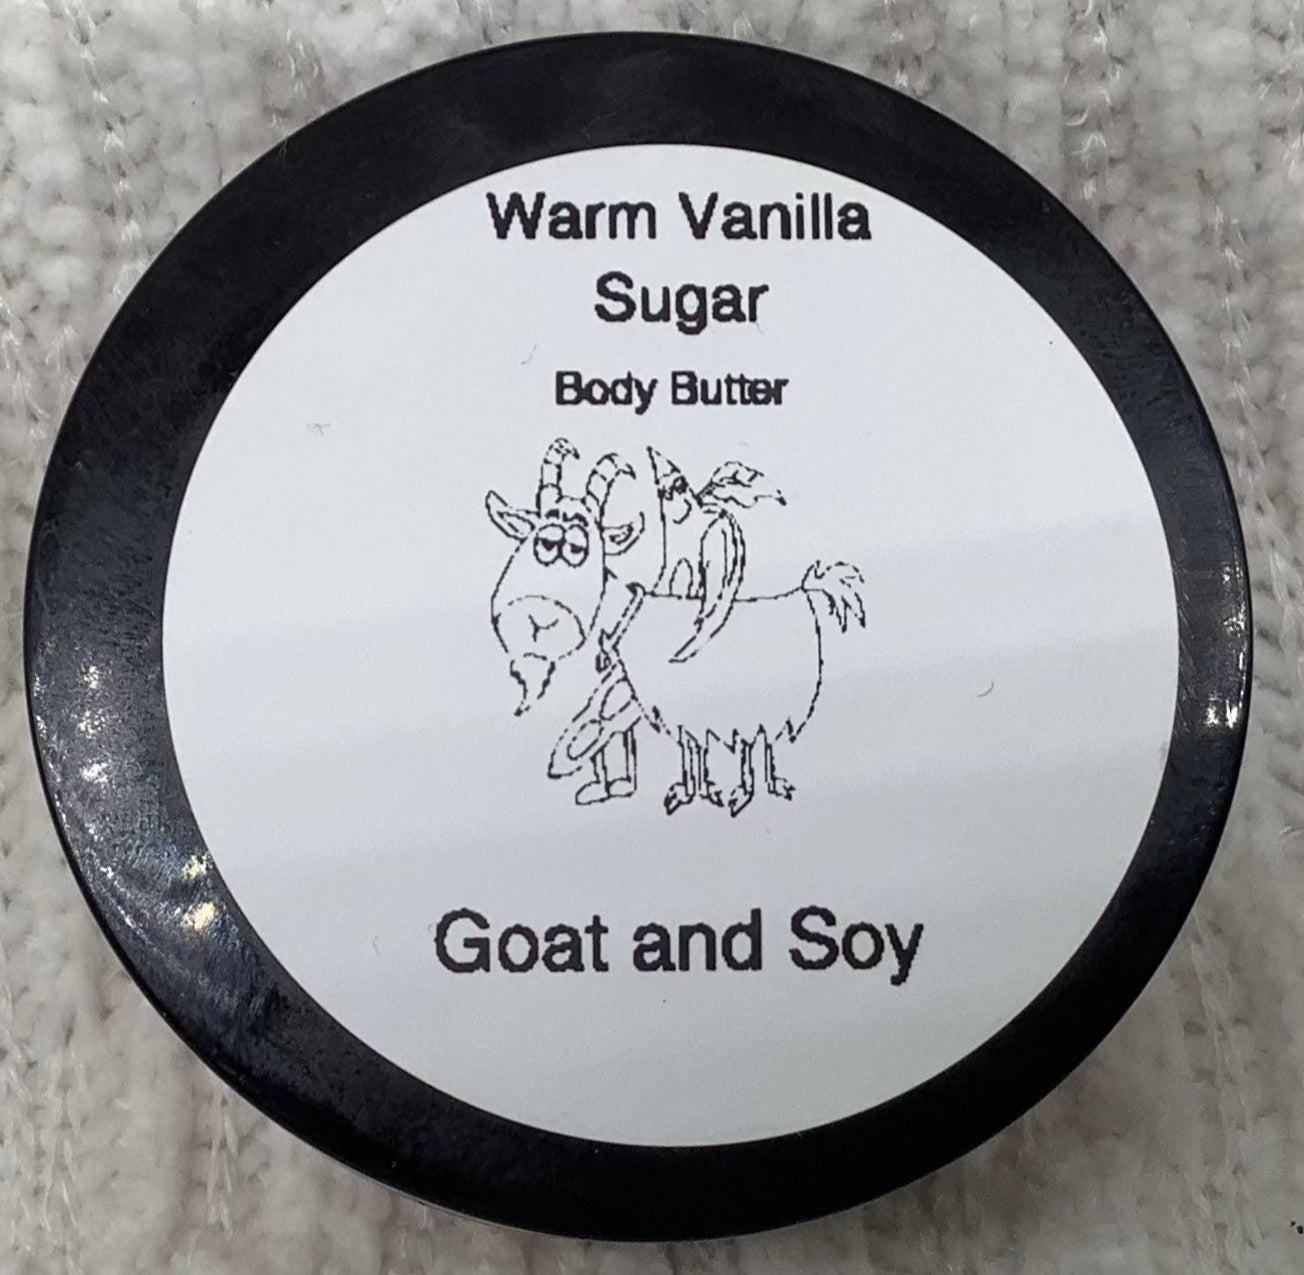 Warm Vanilla
Sugar
Body Butter
Goat and Soy